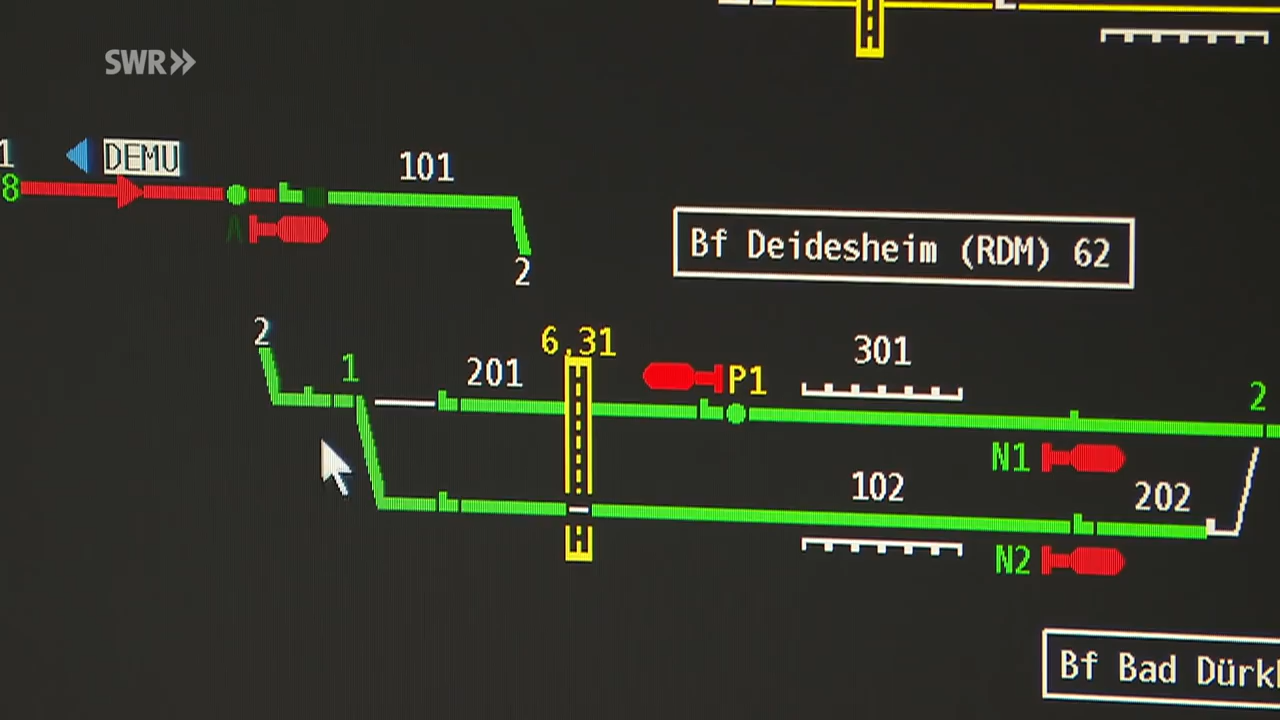 SWR
1
DEMU
8
101
A
Bf Deidesheim (RDM) 62
2
2
1
6.31
201
P1
301
2
N1
102
202
N2
Bf Bad Dürk